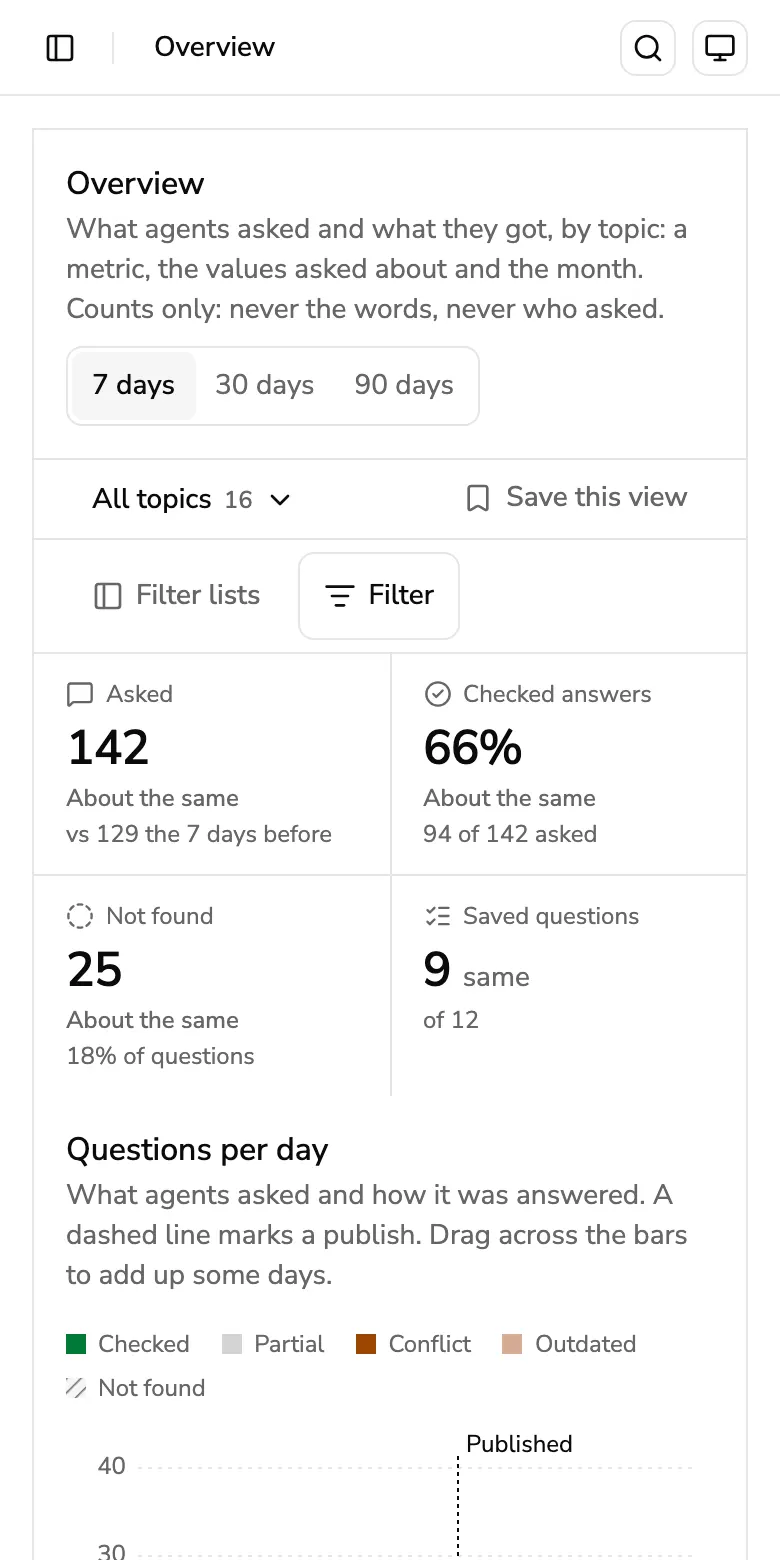 Overview
Overview
What agents asked and what they got, by topic: a
metric, the values asked about and the month.
Counts only: never the words, never who asked.
7 days 30 days 90 days
All topics 16 Save this view
Filter lists Filter
Asked Checked answers
142 66%
About the same About the same
vs 129 the 7 days before 94 of 142 asked
Not found Saved questions
25 9 same
About the same of 12
18% of questions
Questions per day
What agents asked and how it was answered. A
dashed line marks a publish. Drag across the bars
to add up some days.
Checked Partial Conflict Outdated
Not found
Published
40
30